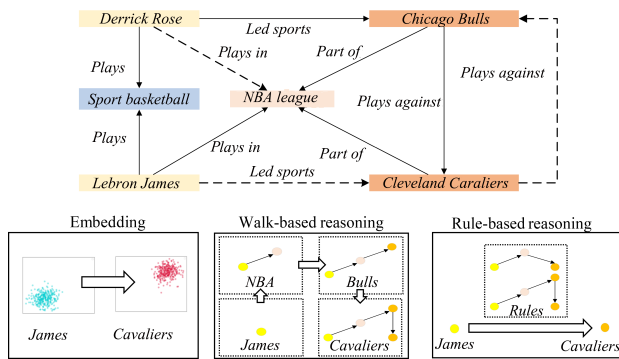 Derrick Rose
Led sports
Chicago Bulls
Plays in
Part of
Plays
Plays against
Plays against
Sport basketball
NBA league
Plays
Plays in
Part of
Led sports
Lebron James
Cleveland Caraliers
Embedding
Walk-based reasoning
Rule-based reasoning
James
Cavaliers
NBA
Bulls
James
Cavaliers
Rules
James
Cavaliers